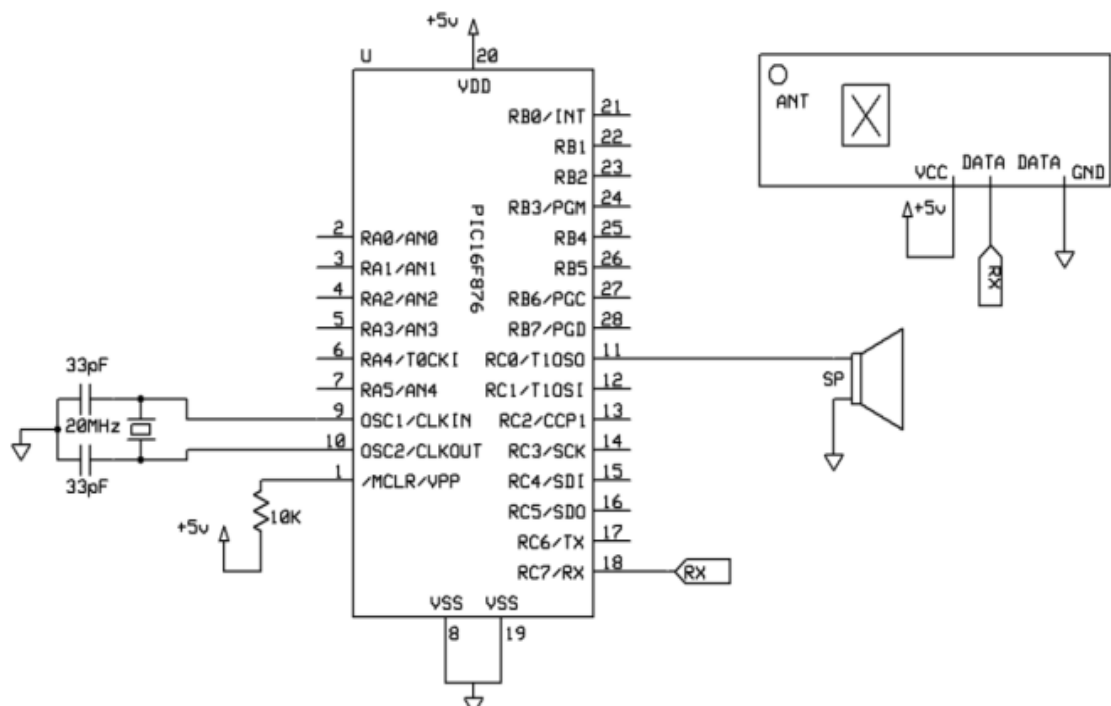 +5v
U
20
VDD
PIC16F876
2 RA0/AN0
3 RA1/AN1
4 RA2/AN2
5 RA3/AN3
6 RA4/T0CKI
7 RA5/AN4
9 OSC1/CLKIN
10 OSC2/CLKOUT
1 /MCLR/VPP
RB0/INT 21
RB1 22
RB2 23
RB3/PGM 24
RB4 25
RB5 26
RB6/PGC 27
RB7/PGD 28
RC0/T1OSO 11
RC1/T1OSI 12
RC2/CCP1 13
RC3/SCK 14
RC4/SDI 15
RC5/SDO 16
RC6/TX 17
RC7/RX 18
VSS VSS
8 19
33pF
20MHz
33pF
+5v
10K
ANT
VCC DATA DATA GND
+5v
RX
SP
RX